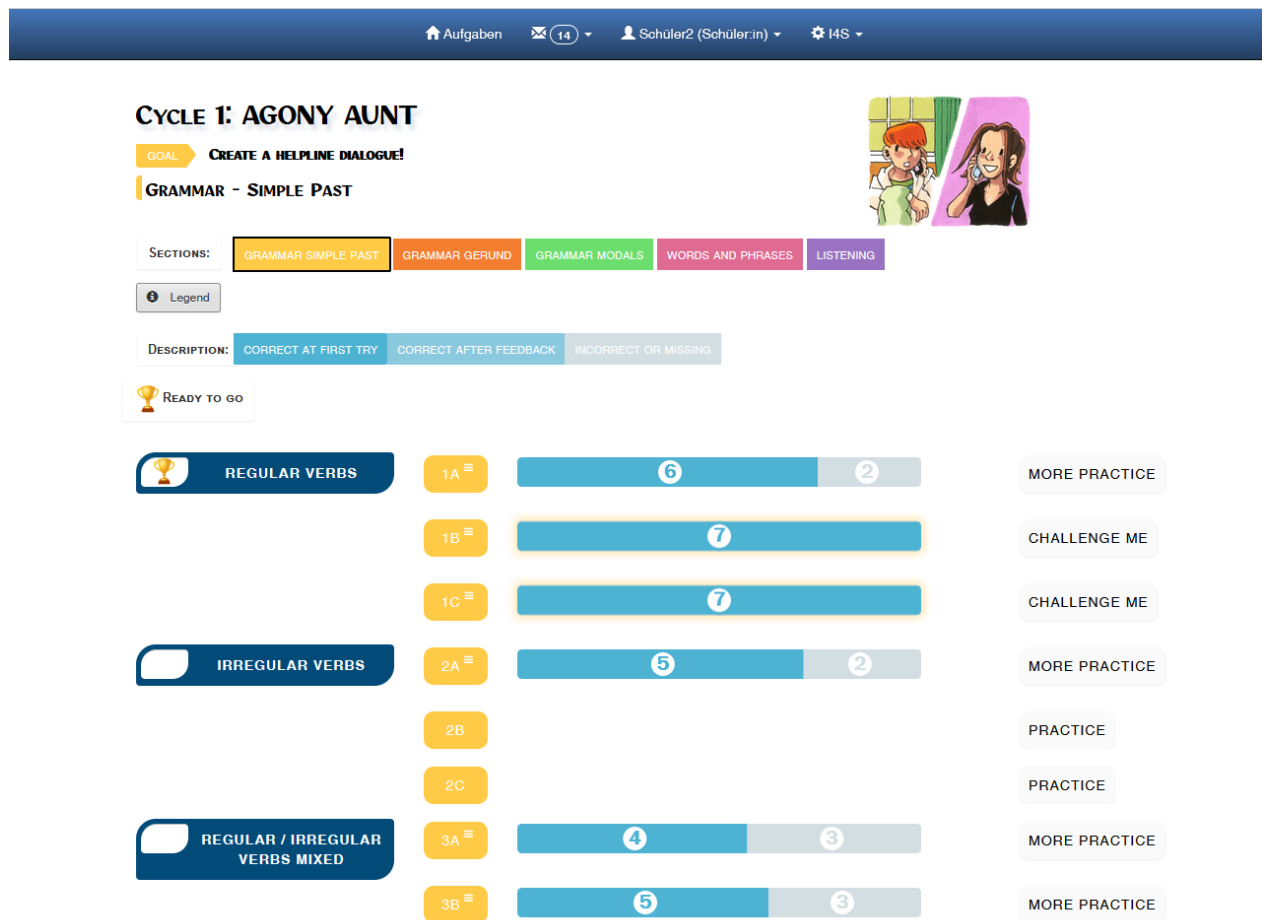 Aufgaben 14 Schüler2 (Schüler:in) I4S
Cycle 1: AGONY AUNT
GOAL Create a helpline dialogue!
Grammar - Simple Past
Sections: GRAMMAR SIMPLE PAST GRAMMAR GERUND GRAMMAR MODALS WORDS AND PHRASES LISTENING
Legend
Description: CORRECT AT FIRST TRY CORRECT AFTER FEEDBACK INCORRECT OR MISSING
Ready to go
REGULAR VERBS 1A 6 2 MORE PRACTICE
1B 7 CHALLENGE ME
1C 7 CHALLENGE ME
IRREGULAR VERBS 2A 5 2 MORE PRACTICE
2B PRACTICE
2C PRACTICE
REGULAR / IRREGULAR 3A 4 3 MORE PRACTICE
VERBS MIXED
3B 5 3 MORE PRACTICE